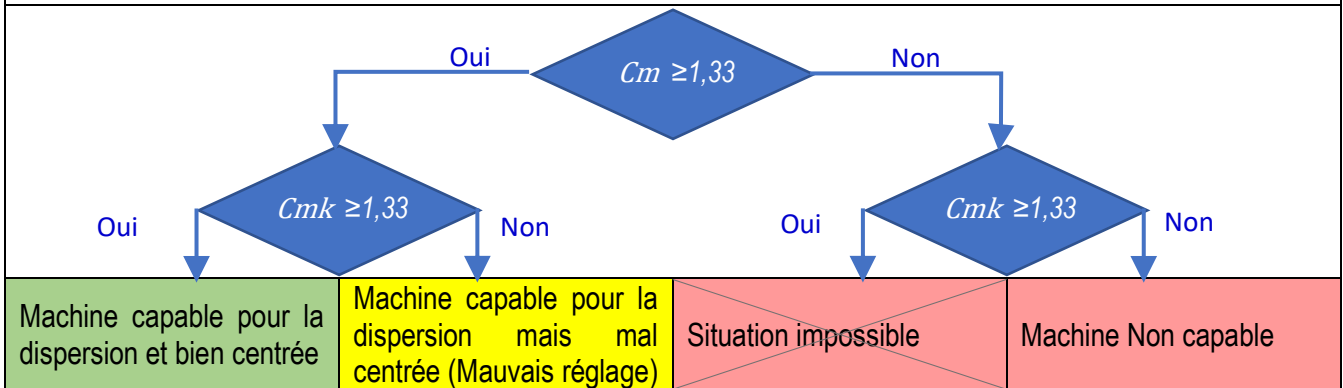 Cm ≥1,33
Oui
Non
Cmk ≥1,33
Cmk ≥1,33
Oui
Non
Oui
Non
Machine capable pour la
dispersion et bien centrée
Machine capable pour la
dispersion mais mal
centrée (Mauvais réglage)
Situation impossible
Machine Non capable